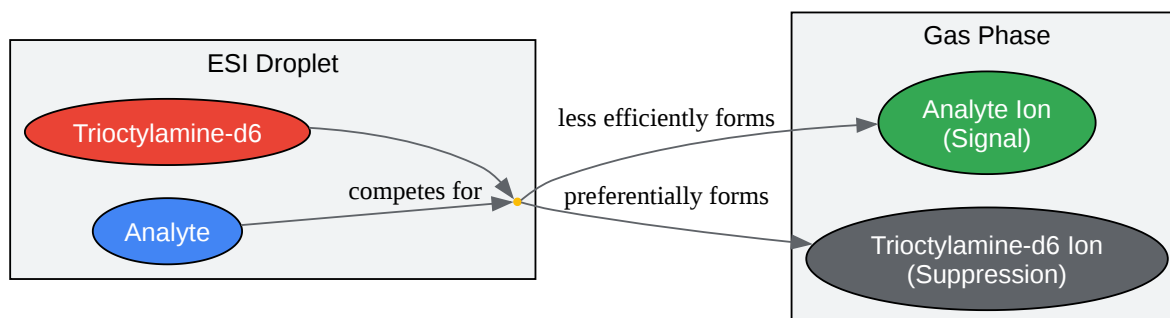 ESI Droplet
Trioctylamine-d6
Analyte
competes for
less efficiently forms
preferentially forms
Gas Phase
Analyte Ion
(Signal)
Trioctylamine-d6 Ion
(Suppression)